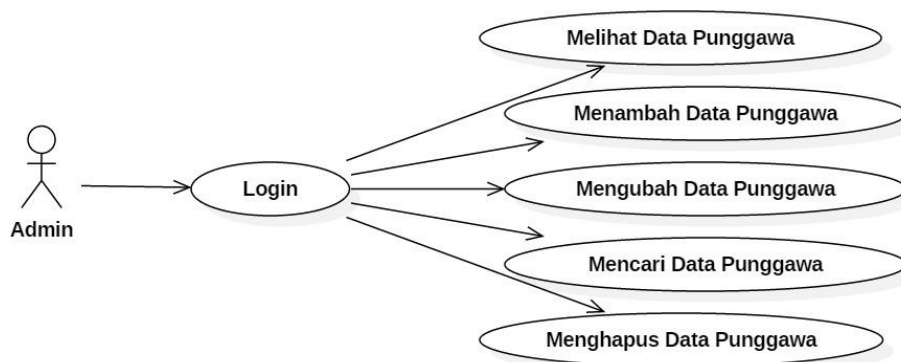 Melihat Data Punggawa
Menambah Data Punggawa
Login
Mengubah Data Punggawa
Admin
Mencari Data Punggawa
Menghapus Data Punggawa